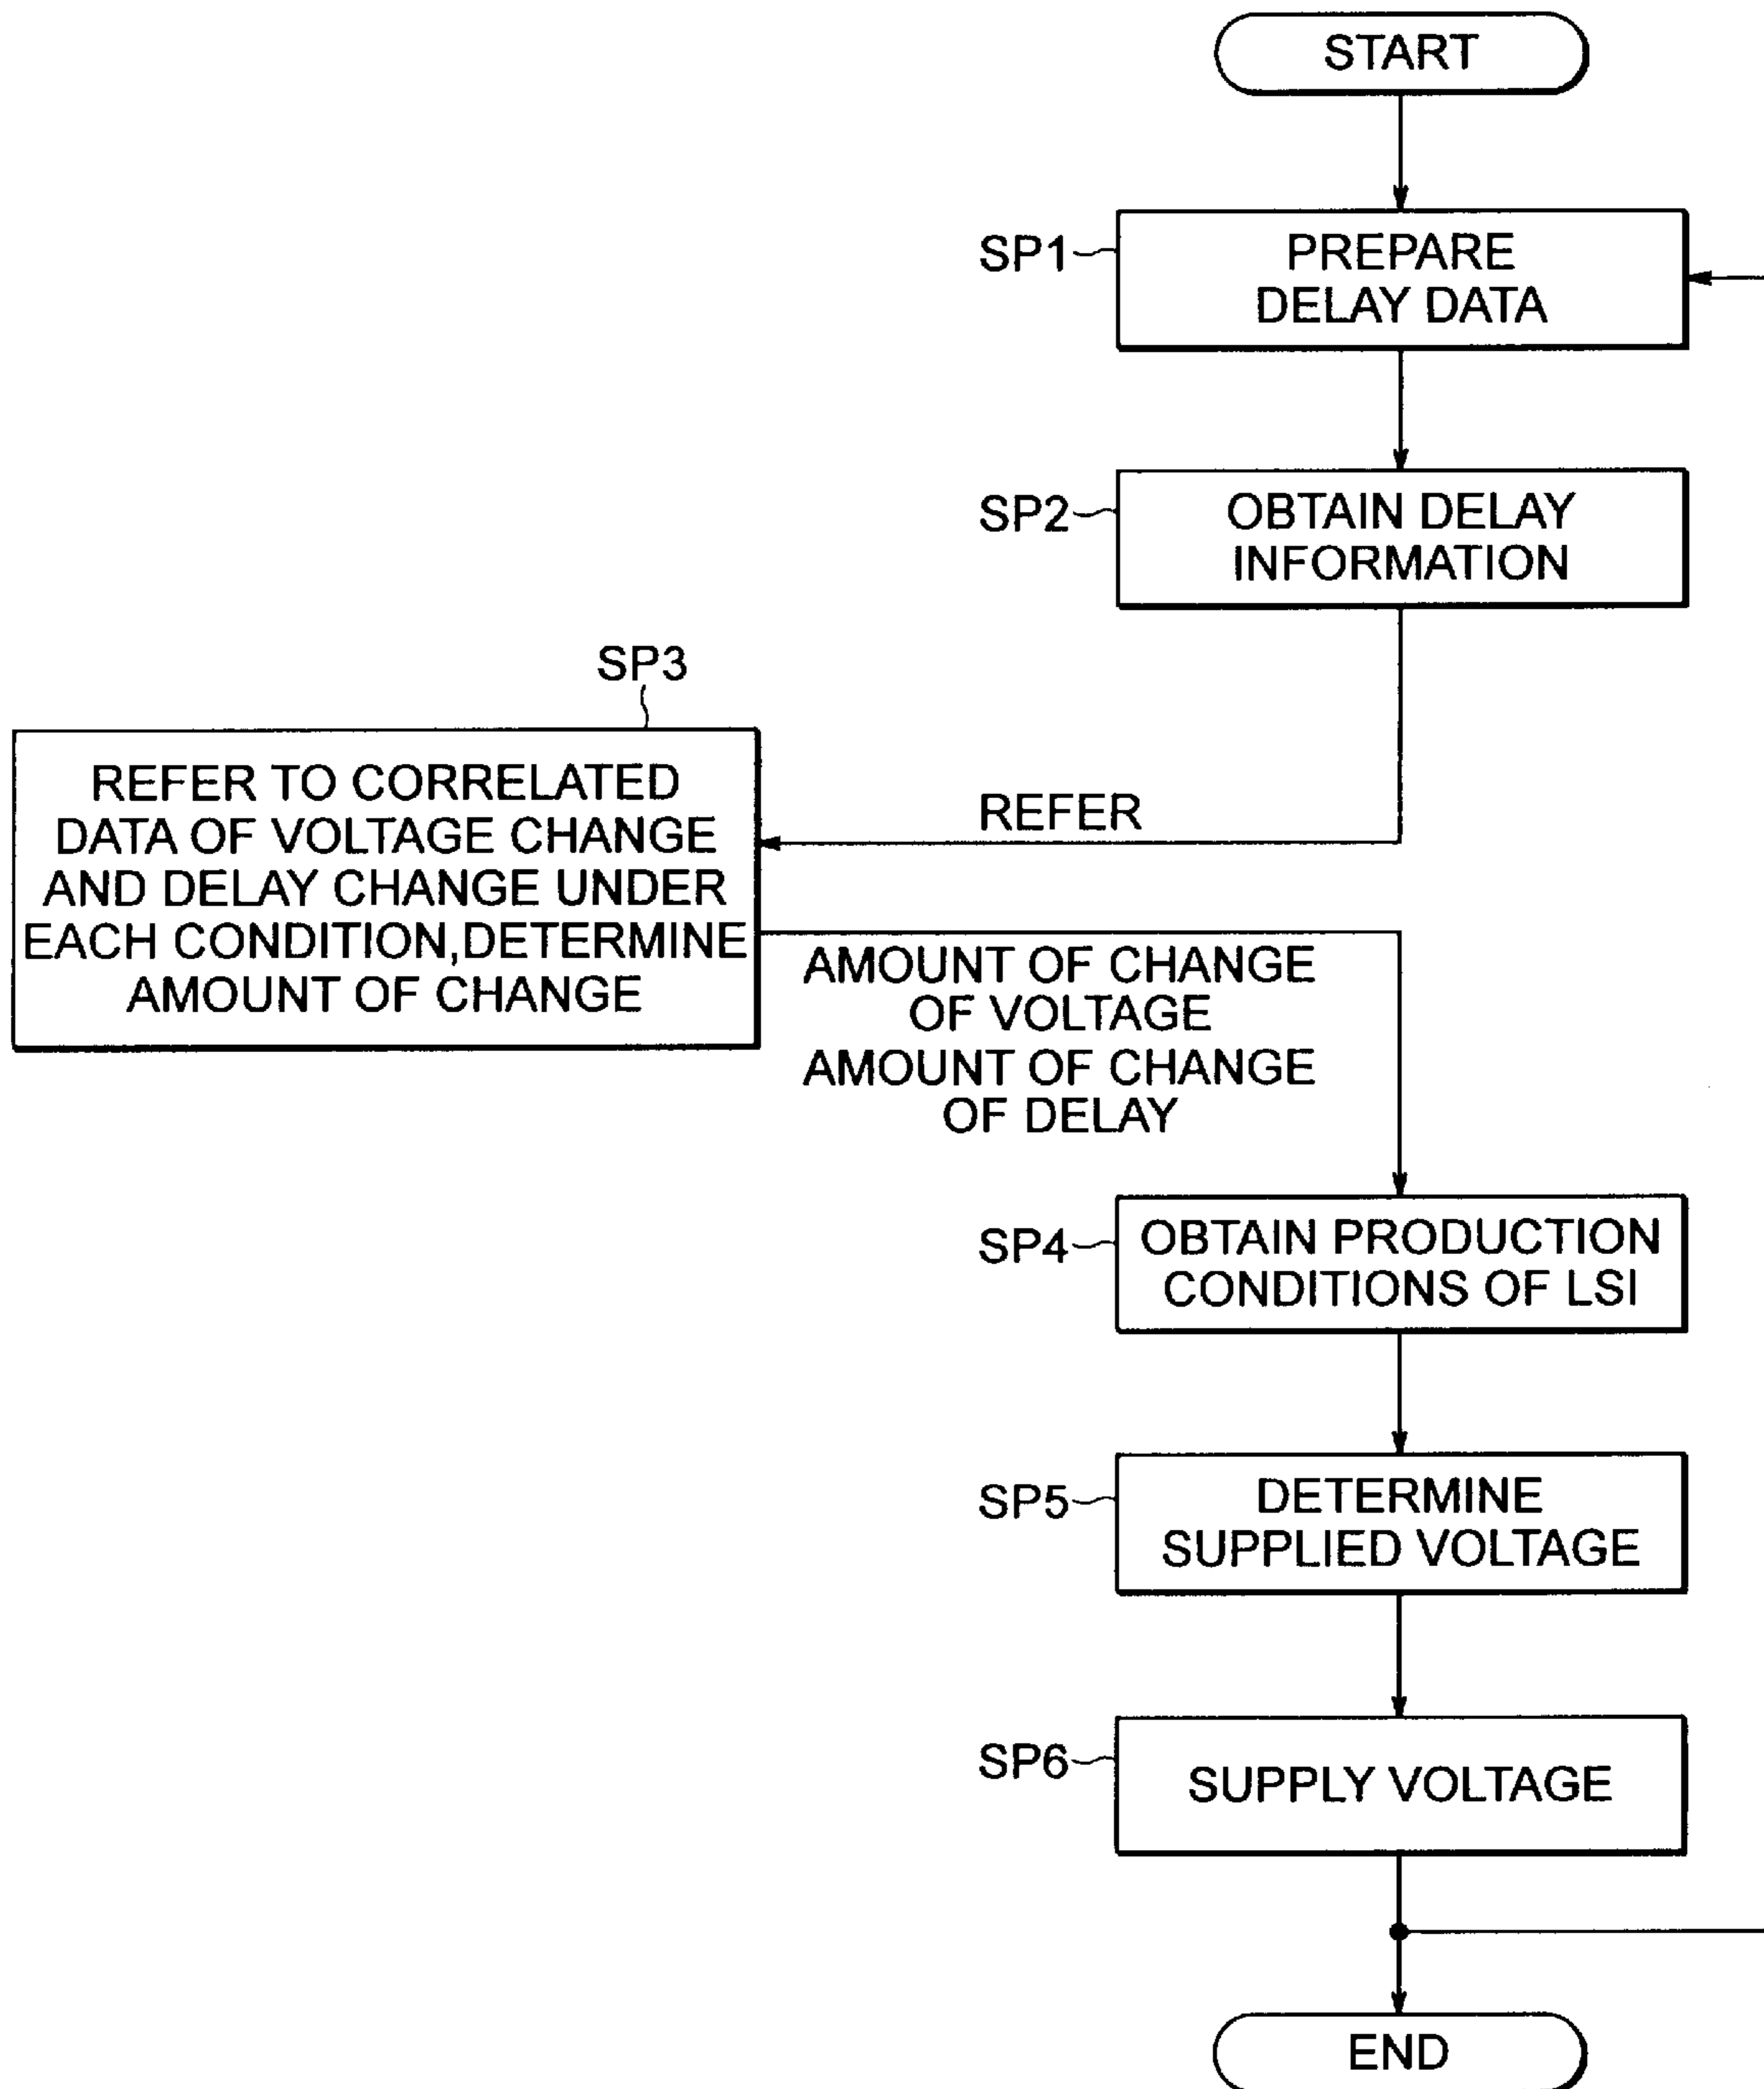 START
SP1
PREPARE
DELAY DATA
SP2
OBTAIN DELAY
INFORMATION
SP3
REFER TO CORRELATED
DATA OF VOLTAGE CHANGE
AND DELAY CHANGE UNDER
EACH CONDITION,DETERMINE
AMOUNT OF CHANGE
REFER
AMOUNT OF CHANGE
OF VOLTAGE
AMOUNT OF CHANGE
OF DELAY
SP4
OBTAIN PRODUCTION
CONDITIONS OF LSI
SP5
DETERMINE
SUPPLIED VOLTAGE
SP6
SUPPLY VOLTAGE
END